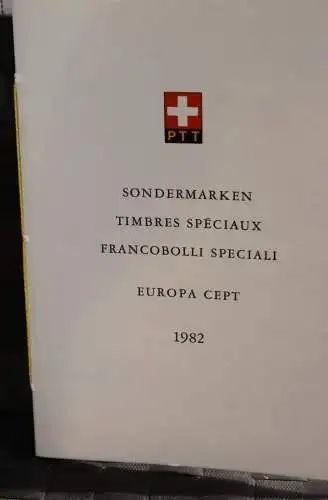 PTT
SONDERMARKEN
TIMBRES SPÉCIAUX
FRANCOBOLLI SPECIALI
EUROPA CEPT
1982